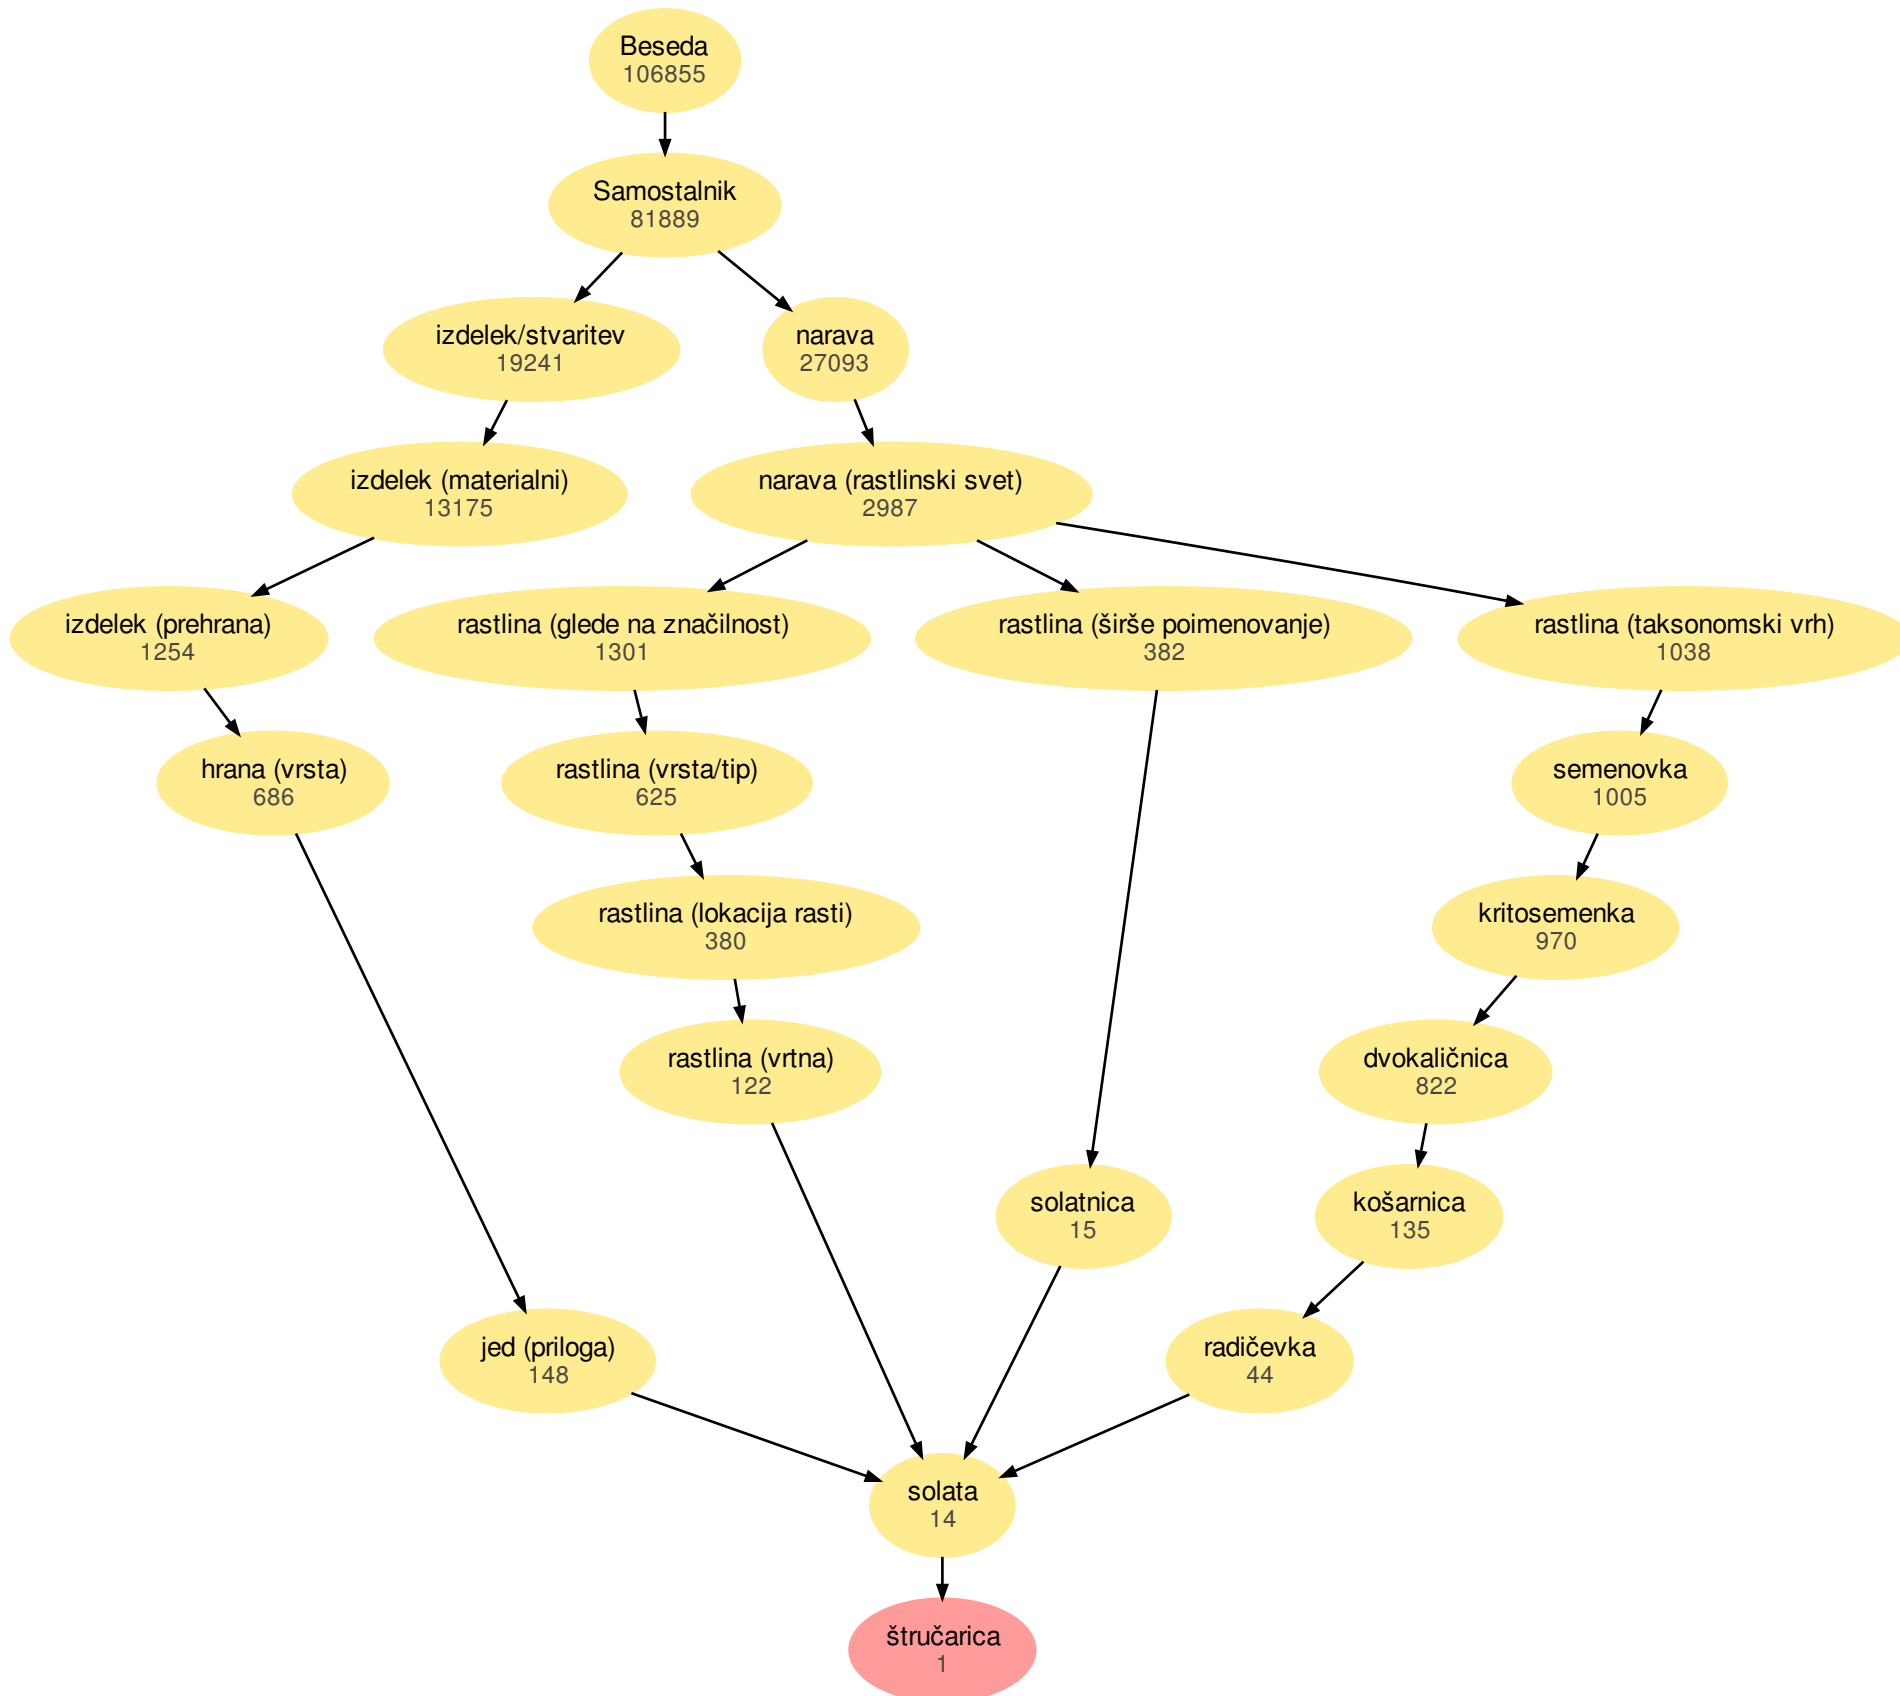 Beseda
106855
Samostalnik
81889
izdelek/stvaritev
19241
narava
27093
izdelek (materialni)
13175
narava (rastlinski svet)
2987
izdelek (prehrana)
1254
rastlina (glede na značilnost)
1301
rastlina (širše poimenovanje)
382
rastlina (taksonomski vrh)
1038
hrana (vrsta)
686
rastlina (vrsta/tip)
625
semenovka
1005
rastlina (lokacija rasti)
380
kritosemenka
970
rastlina (vrtna)
122
dvokaličnica
822
solatnica
15
košarnica
135
jed (priloga)
148
radičevka
44
solata
14
štručarica
1